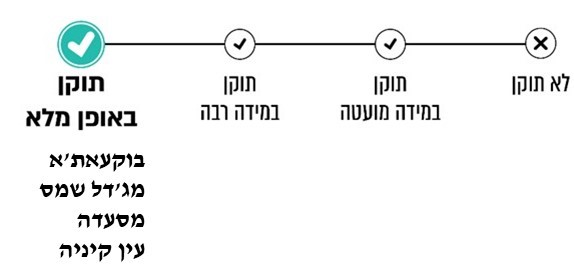 לא תוקן
תוקן
במידה מועטה
תוקן
במידה רבה
תוקן
באופן מלא
בוקעאת'א
מג'דל שמס
מסעדה
עין קיניה